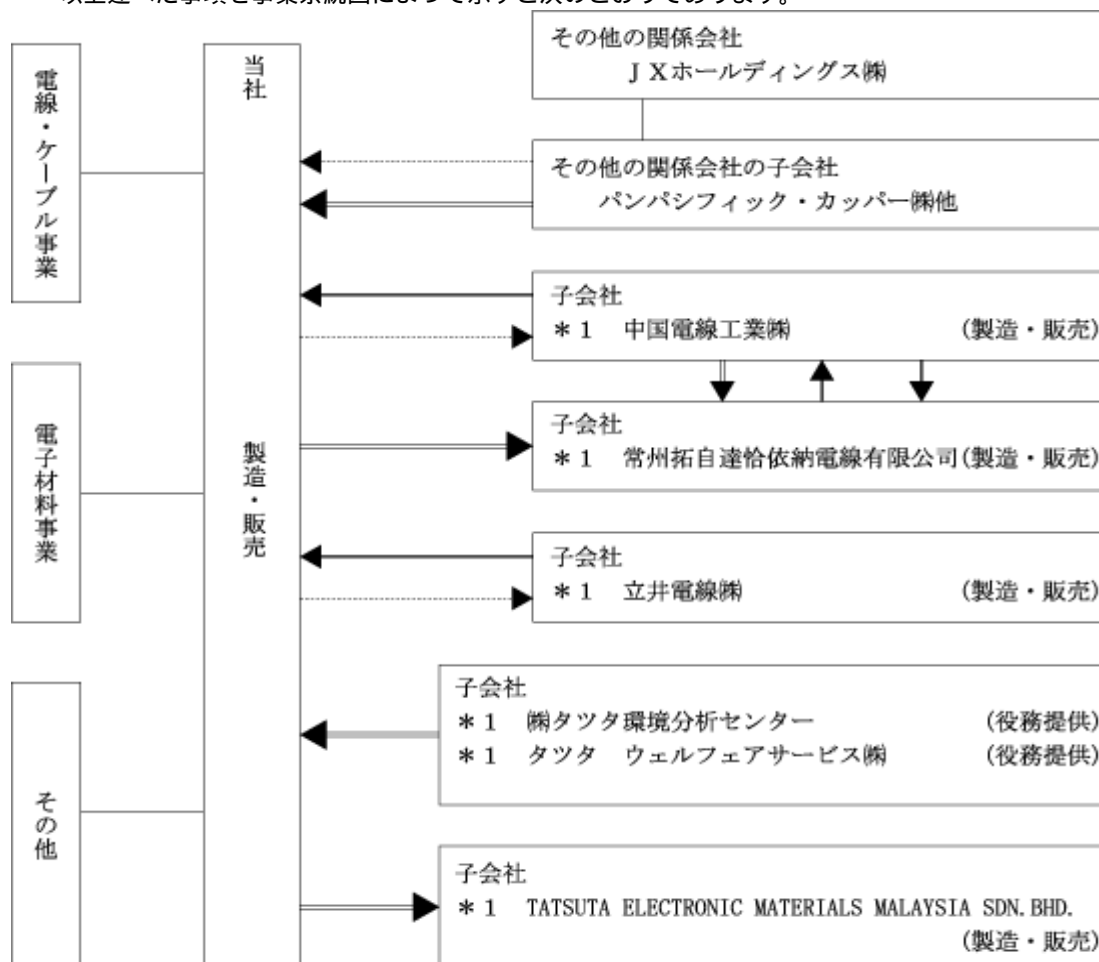 以上述べた事項を事業系統図によって示すと次のとおりであります。
電線・ケーブル事業
電子材料事業
その他
当社
製造・販売
その他の関係会社
ＪＸホールディングス㈱
その他の関係会社の子会社
パンパシフィック・カッパー㈱他
子会社
＊１ 中国電線工業㈱ (製造・販売)
子会社
＊１ 常州拓自達恰依納電線有限公司(製造・販売)
子会社
＊１ 立井電線㈱ (製造・販売)
子会社
＊１ ㈱タツタ環境分析センター (役務提供)
＊１ タツタ ウェルフェアサービス㈱ (役務提供)
子会社
＊１ TATSUTA ELECTRONIC MATERIALS MALAYSIA SDN. BHD.
(製造・販売)